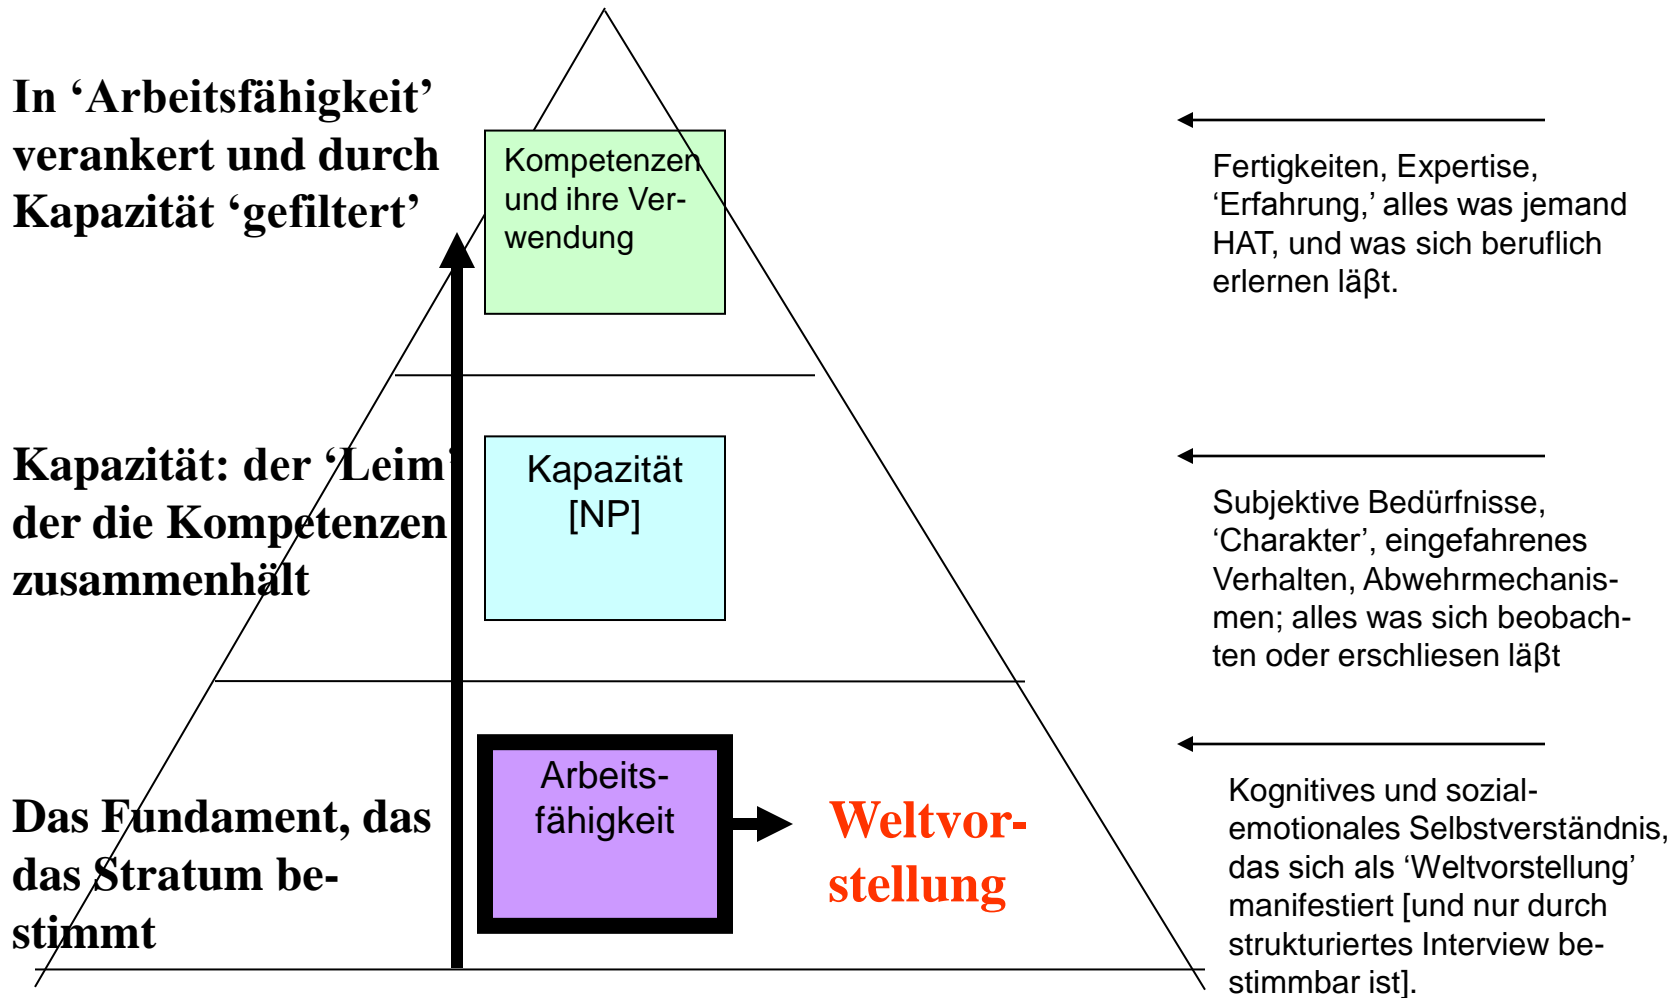 In ‘Arbeitsfähigkeit’
verankert und durch
Kapazität ‘gefiltert’
Kompetenzen
und ihre Ver-
wendung
Fertigkeiten, Expertise,
‘Erfahrung,’ alles was jemand
HAT, und was sich beruflich
erlernen läβt.
Kapazität: der ‘Leim’
der die Kompetenzen
zusammenhält
Kapazität
[NP]
Subjektive Bedürfnisse,
‘Charakter’, eingefahrenes
Verhalten, Abwehrmechanis-
men; alles was sich beobach-
ten oder erschliesen läβt
Das Fundament, das
das Stratum be-
stimmt
Arbeits-
fähigkeit
Weltvor-
stellung
Kognitives und sozial-
emotionales Selbstverständnis,
das sich als ‘Weltvorstellung’
manifestiert [und nur durch
strukturiertes Interview be-
stimmbar ist].